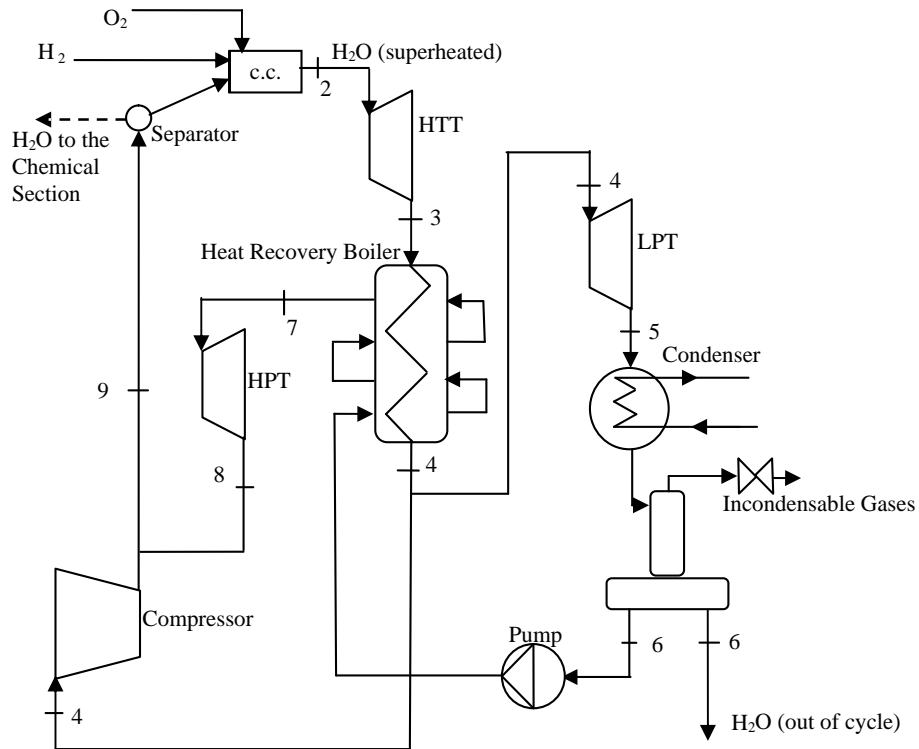 O2
H2
c.c.
H2O (superheated)
2
H2O to the
Chemical
Section
Separator
HTT
3
4
LPT
Heat Recovery Boiler
7
5
Condenser
9
HPT
8
4
Incondensable Gases
Compressor
Pump
6
6
4
H2O (out of cycle)